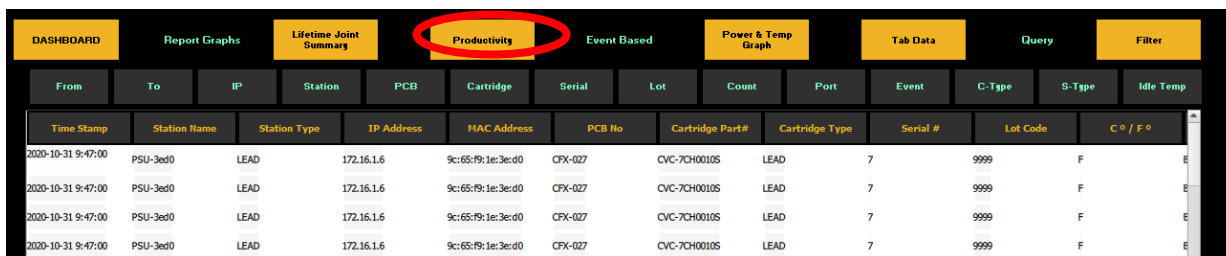 DASHBOARD Report Graphs Lifetime Joint Summary Productivity Event Based Power & Temp Graph Tab Data Query Filter
From To IP Station PCB Cartridge Serial Lot Count Port Event C-Type S-Type Idle Temp
Time Stamp Station Name Station Type IP Address MAC Address PCB No Cartridge Part# Cartridge Type Serial # Lot Code C º / F º
2020-10-31 9:47:00 PSU-3ed0 LEAD 172.16.1.6 9c:65:f9:1e:3e:d0 CFX-027 CVC-7CH0010S LEAD 7 9999 F
2020-10-31 9:47:00 PSU-3ed0 LEAD 172.16.1.6 9c:65:f9:1e:3e:d0 CFX-027 CVC-7CH0010S LEAD 7 9999 F
2020-10-31 9:47:00 PSU-3ed0 LEAD 172.16.1.6 9c:65:f9:1e:3e:d0 CFX-027 CVC-7CH0010S LEAD 7 9999 F
2020-10-31 9:47:00 PSU-3ed0 LEAD 172.16.1.6 9c:65:f9:1e:3e:d0 CFX-027 CVC-7CH0010S LEAD 7 9999 F